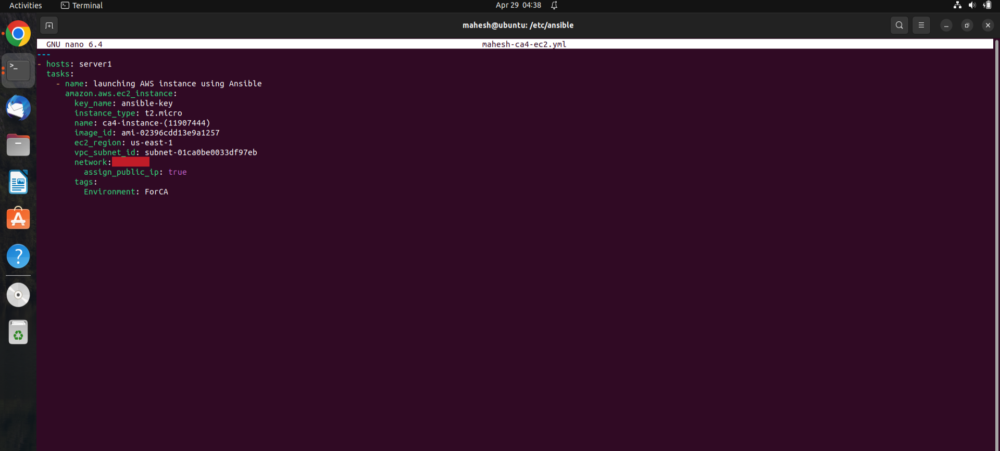 Activities
Terminal
Apr 29 04:38
mahesh@ubuntu: /etc/ansible
GNU nano 6.4
mahesh-ca4-ec2.yml
---
- hosts: server1
  tasks:
    - name: launching AWS instance using Ansible
      amazon.aws.ec2_instance:
        key_name: ansible-key
        instance_type: t2.micro
        name: ca4-instance-(11907444)
        image_id: ami-02396cdd13e9a1257
        ec2_region: us-east-1
        vpc_subnet_id: subnet-01ca0be0033df97eb
        network:
          assign_public_ip: true
        tags:
          Environment: ForCA